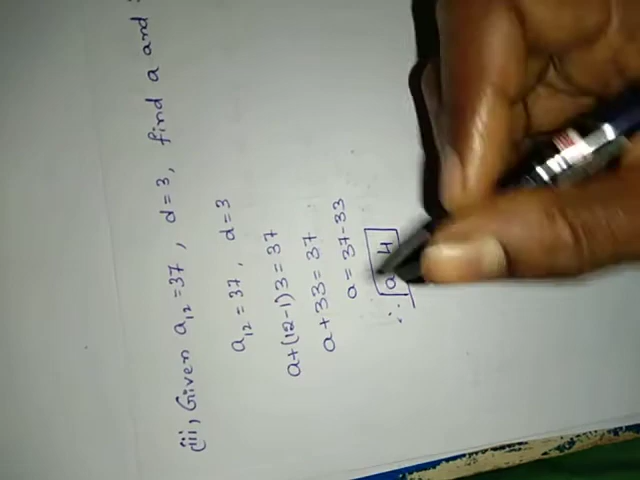 (iii), Given a₁₂ = 37, d = 3, find a and
a₁₂ = 37, d = 3
a + (12-1)3 = 37
a + 33 = 37
a = 37 - 33
∴ a 4